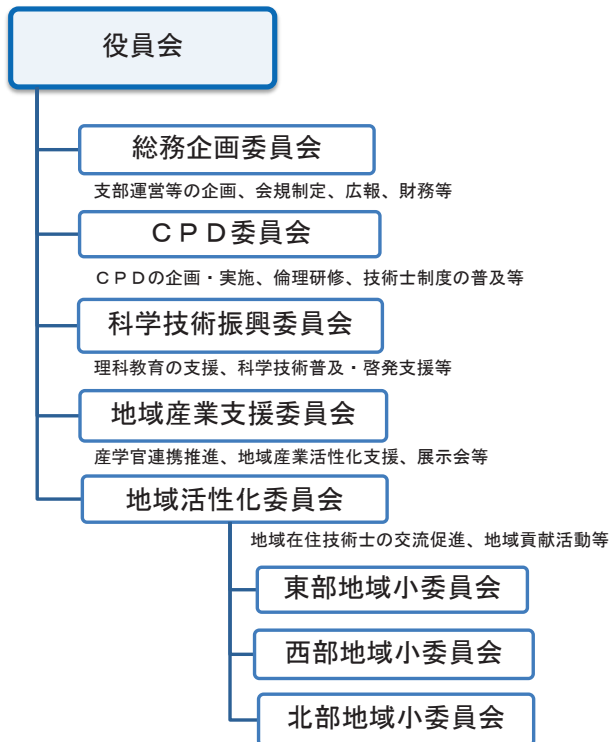 役員会
総務企画委員会
支部運営等の企画、会規制定、広報、財務等
ＣＰＤ委員会
ＣＰＤの企画・実施、倫理研修、技術士制度の普及等
科学技術振興委員会
理科教育の支援、科学技術普及・啓発支援等
地域産業支援委員会
産学官連携推進、地域産業活性化支援、展示会等
地域活性化委員会
地域在住技術士の交流促進、地域貢献活動等
東部地域小委員会
西部地域小委員会
北部地域小委員会